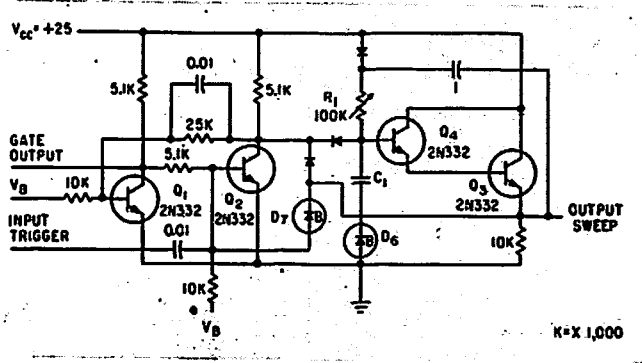 Vcc = +25
0.01
5.1K
5.1K
25K
R1
100K
1
Q4
2N332
GATE
OUTPUT
5.1K
VB
10K
Q1
2N332
Q2
2N332
C1
Q3
2N332
INPUT
TRIGGER
0.01
D7
B
B
D6
OUTPUT
SWEEP
10K
10K
VB
K=X 1,000